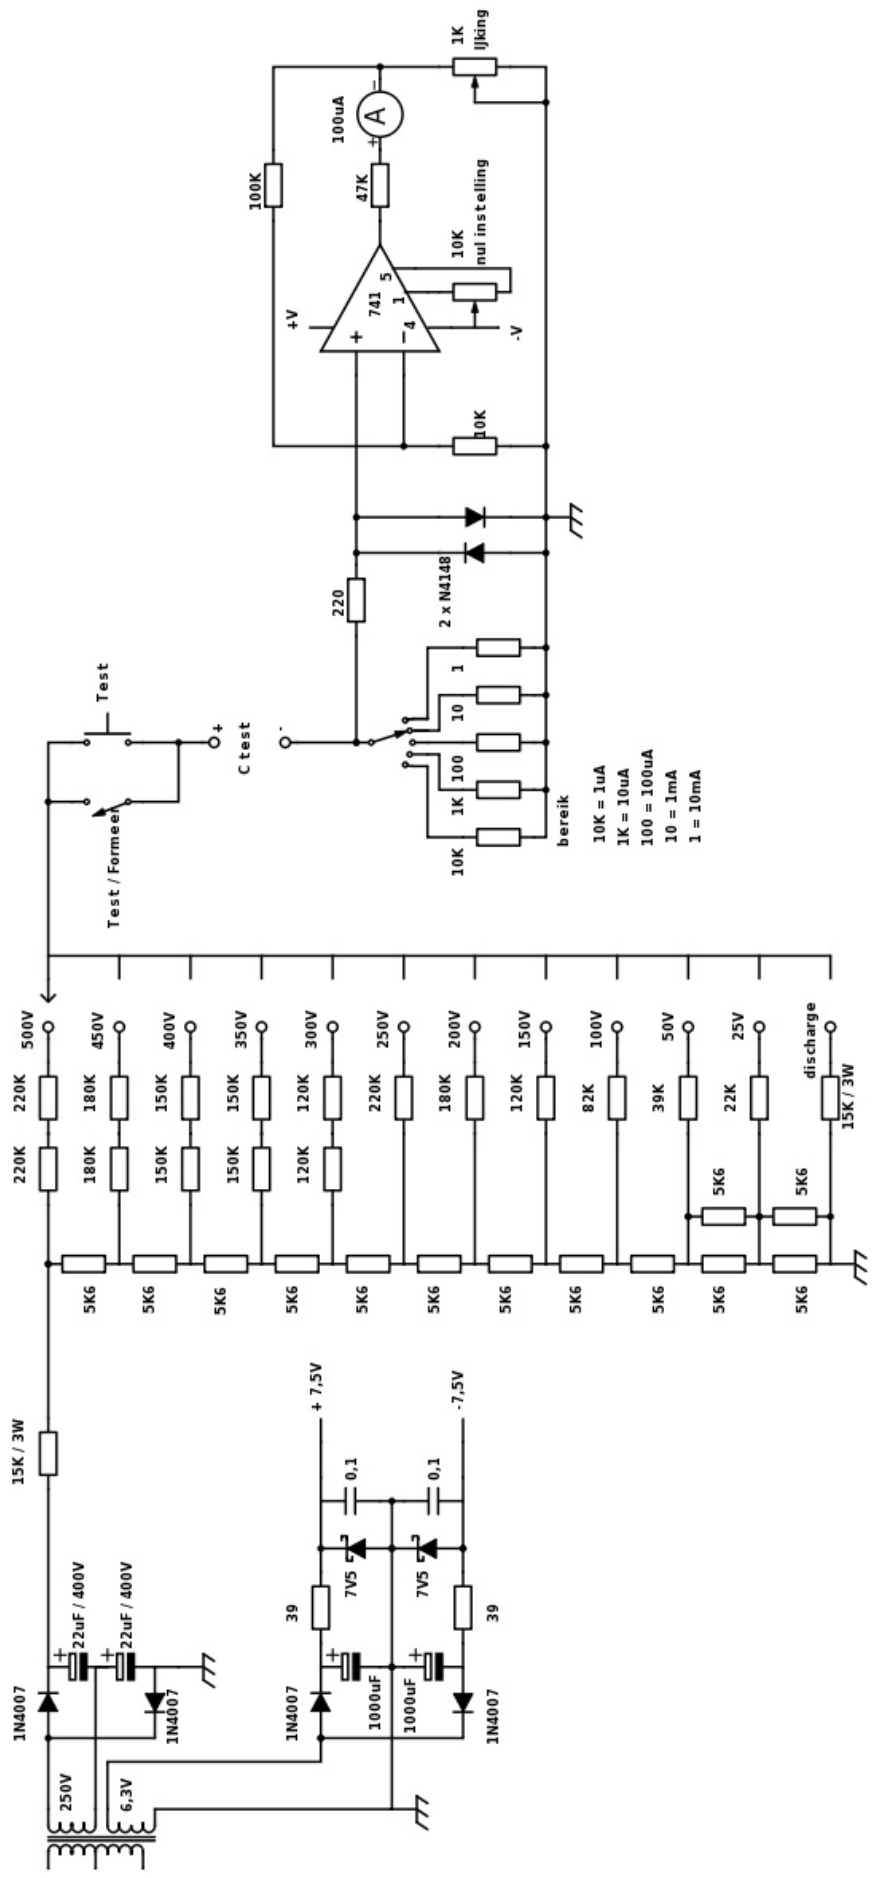 1K
IJking
100uA
+
−
A
100K
47K
10K
nul instelling
+V
741
5
1
4
+
−
-V
10K
220
2 x N4148
Test
Test / Formeer
+
C test
-
1
10
100
1K
10K
bereik
10K = 1uA
1K = 10uA
100 = 100uA
10 = 1mA
1 = 10mA
500V
450V
400V
350V
300V
250V
200V
150V
100V
50V
25V
discharge
220K
180K
150K
150K
120K
220K
180K
120K
82K
39K
22K
15K / 3W
220K
180K
150K
150K
120K
5K6
5K6
5K6
5K6
5K6
5K6
5K6
5K6
5K6
5K6
5K6
5K6
5K6
15K / 3W
+ 7,5V
-7,5V
0,1
0,1
7V5
7V5
39
39
22uF / 400V
22uF / 400V
+
+
+
+
1N4007
1N4007
1N4007
1000uF
1000uF
1N4007
250V
6,3V